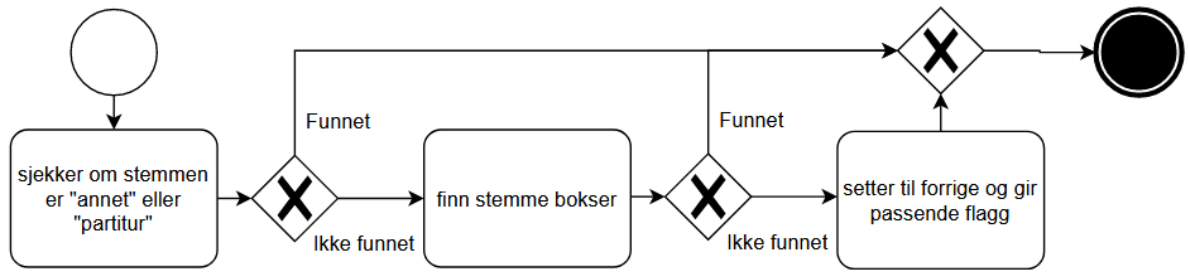 sjekker om stemmen
er "annet" eller
"partitur"
Funnet
Ikke funnet
finn stemme bokser
Funnet
Ikke funnet
setter til forrige og gir
passende flagg